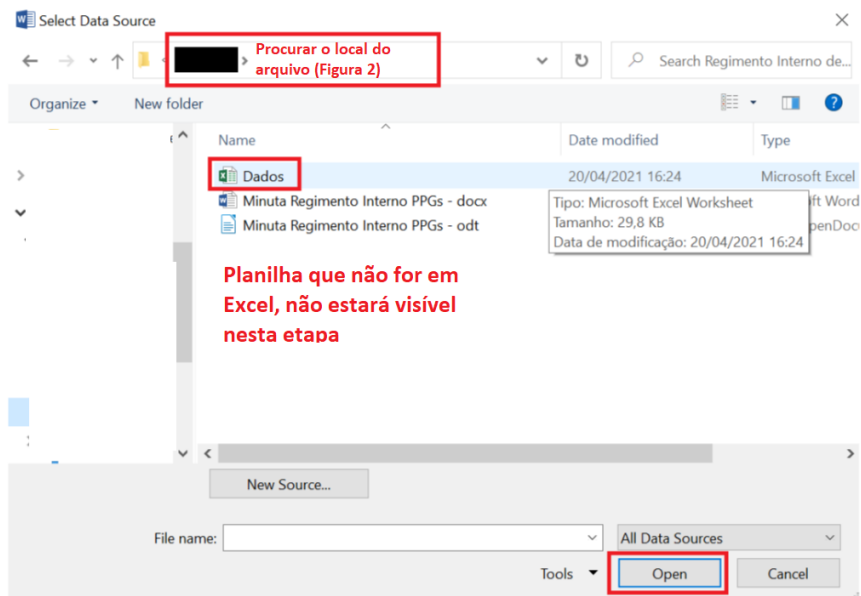 Select Data Source
Procurar o local do
arquivo (Figura 2)
Search Regimento Interno de...
Organize
New folder
?
Name
Date modified
Type
Dados
20/04/2021 16:24
Microsoft Excel
Minuta Regimento Interno PPGs - docx
Minuta Regimento Interno PPGs - odt
Tipo: Microsoft Excel Worksheet
Tamanho: 29,8 KB
Data de modificação: 20/04/2021 16:24
Planilha que não for em
Excel, não estará visível
nesta etapa
New Source...
File name:
All Data Sources
Tools
Open
Cancel